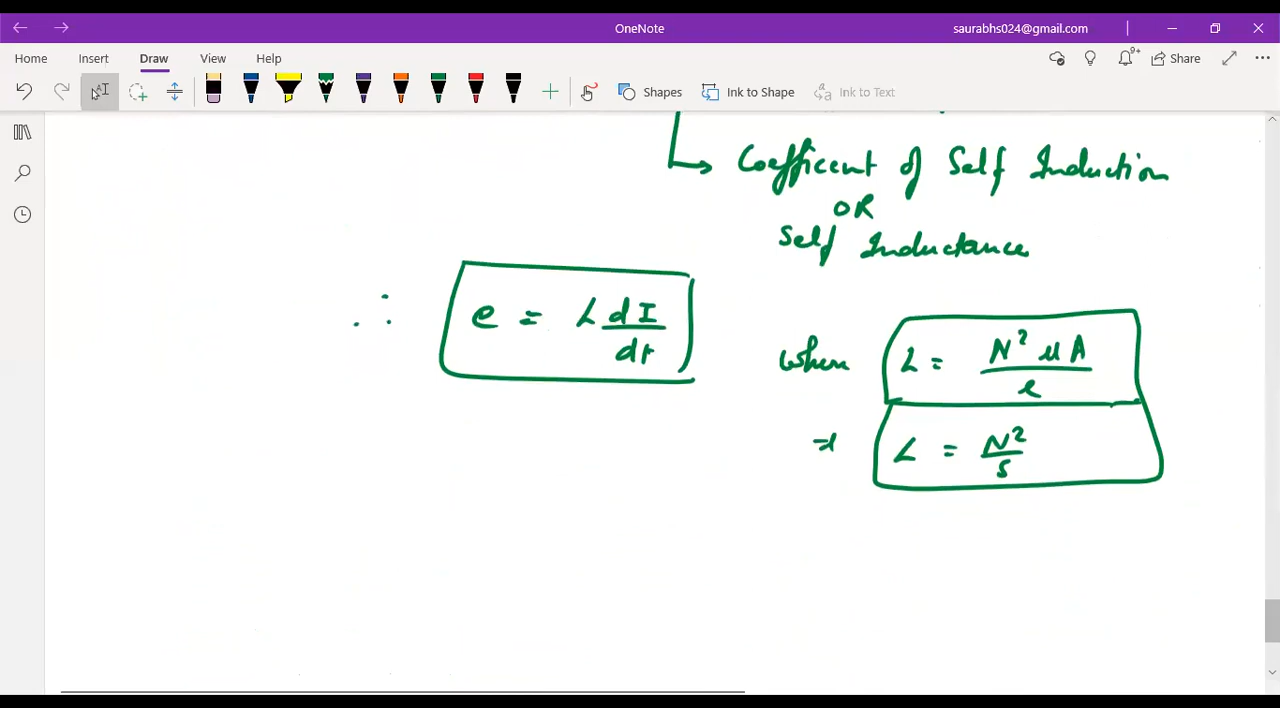 OneNote
saurabhs024@gmail.com
Home Insert Draw View Help
Share
Shapes Ink to Shape Ink to Text
Coefficent of Self Induction
OR
Self Inductance
∴ e = L dI/dt
when L = N² μ A / l
⇒ L = N²/S